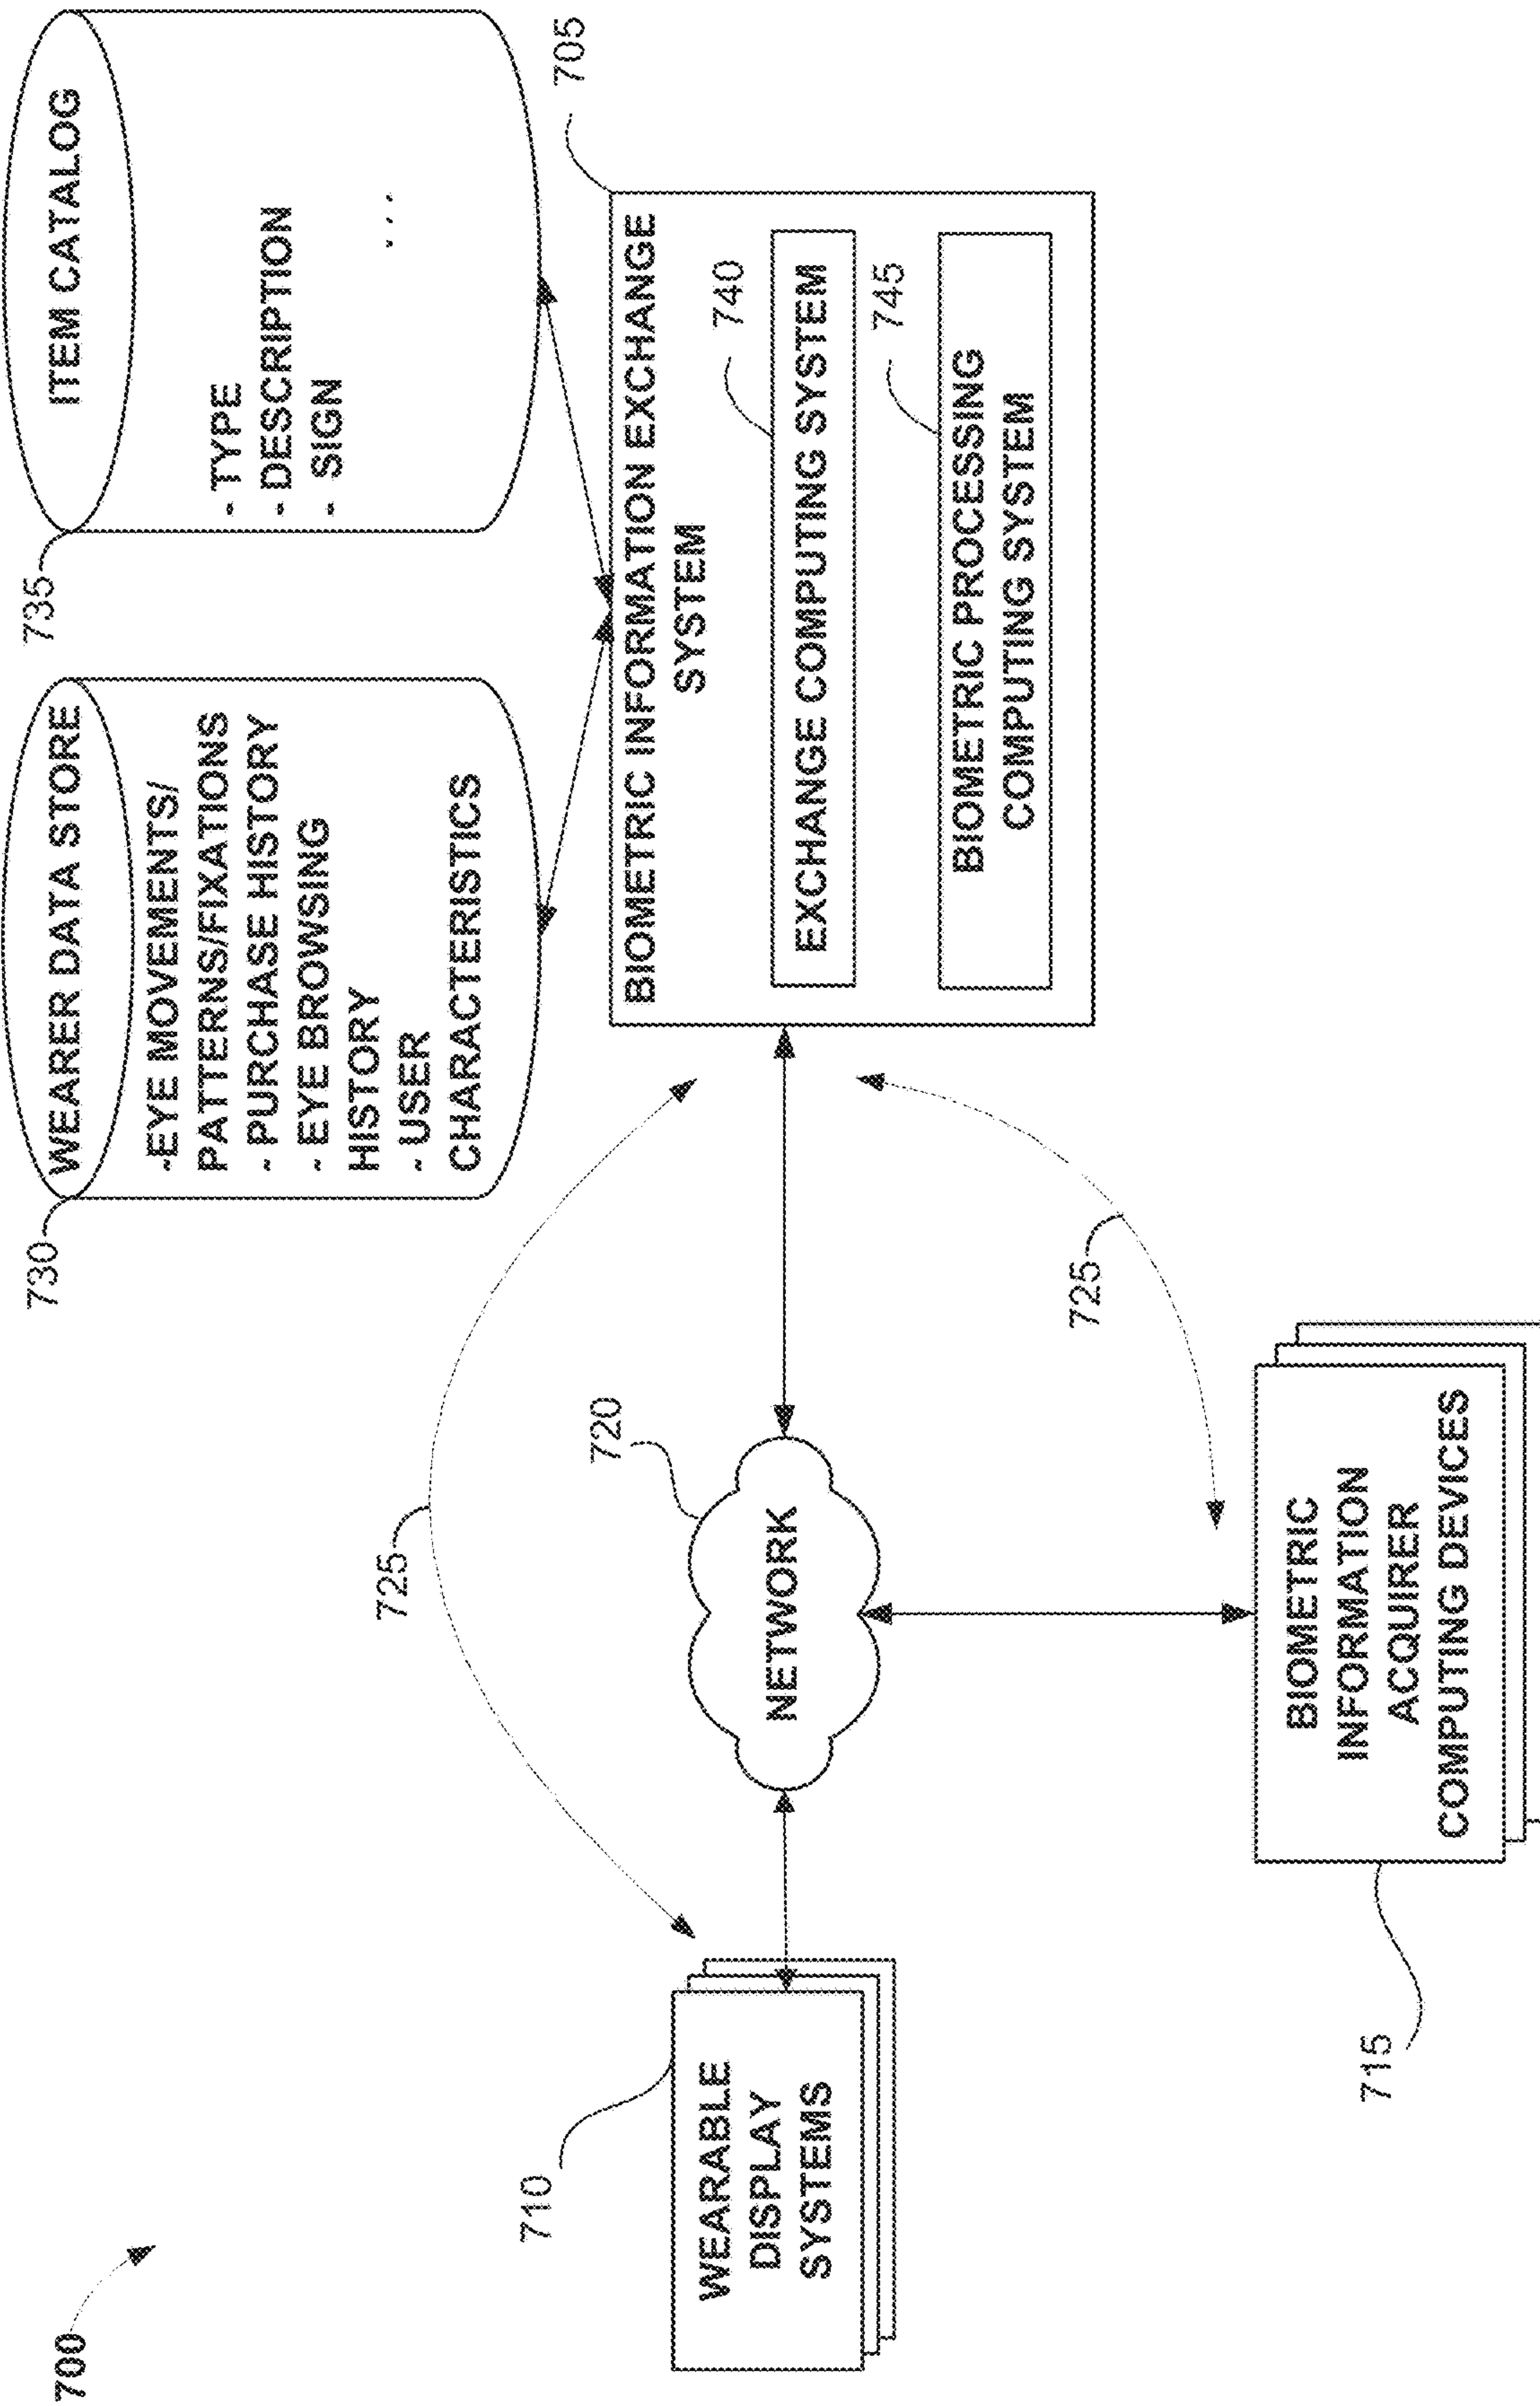 700
WEARABLE
DISPLAY
SYSTEMS
710
725
NETWORK
720
BIOMETRIC
INFORMATION
ACQUIRER
COMPUTING DEVICES
715
725
WEARER DATA STORE
-EYE MOVEMENTS/
PATTERNS/FIXATIONS
- PURCHASE HISTORY
- EYE BROWSING
HISTORY
- USER
CHARACTERISTICS
730
ITEM CATALOG
- TYPE
- DESCRIPTION
- SIGN
...
735
BIOMETRIC INFORMATION EXCHANGE
SYSTEM
705
EXCHANGE COMPUTING SYSTEM
740
BIOMETRIC PROCESSING
COMPUTING SYSTEM
745